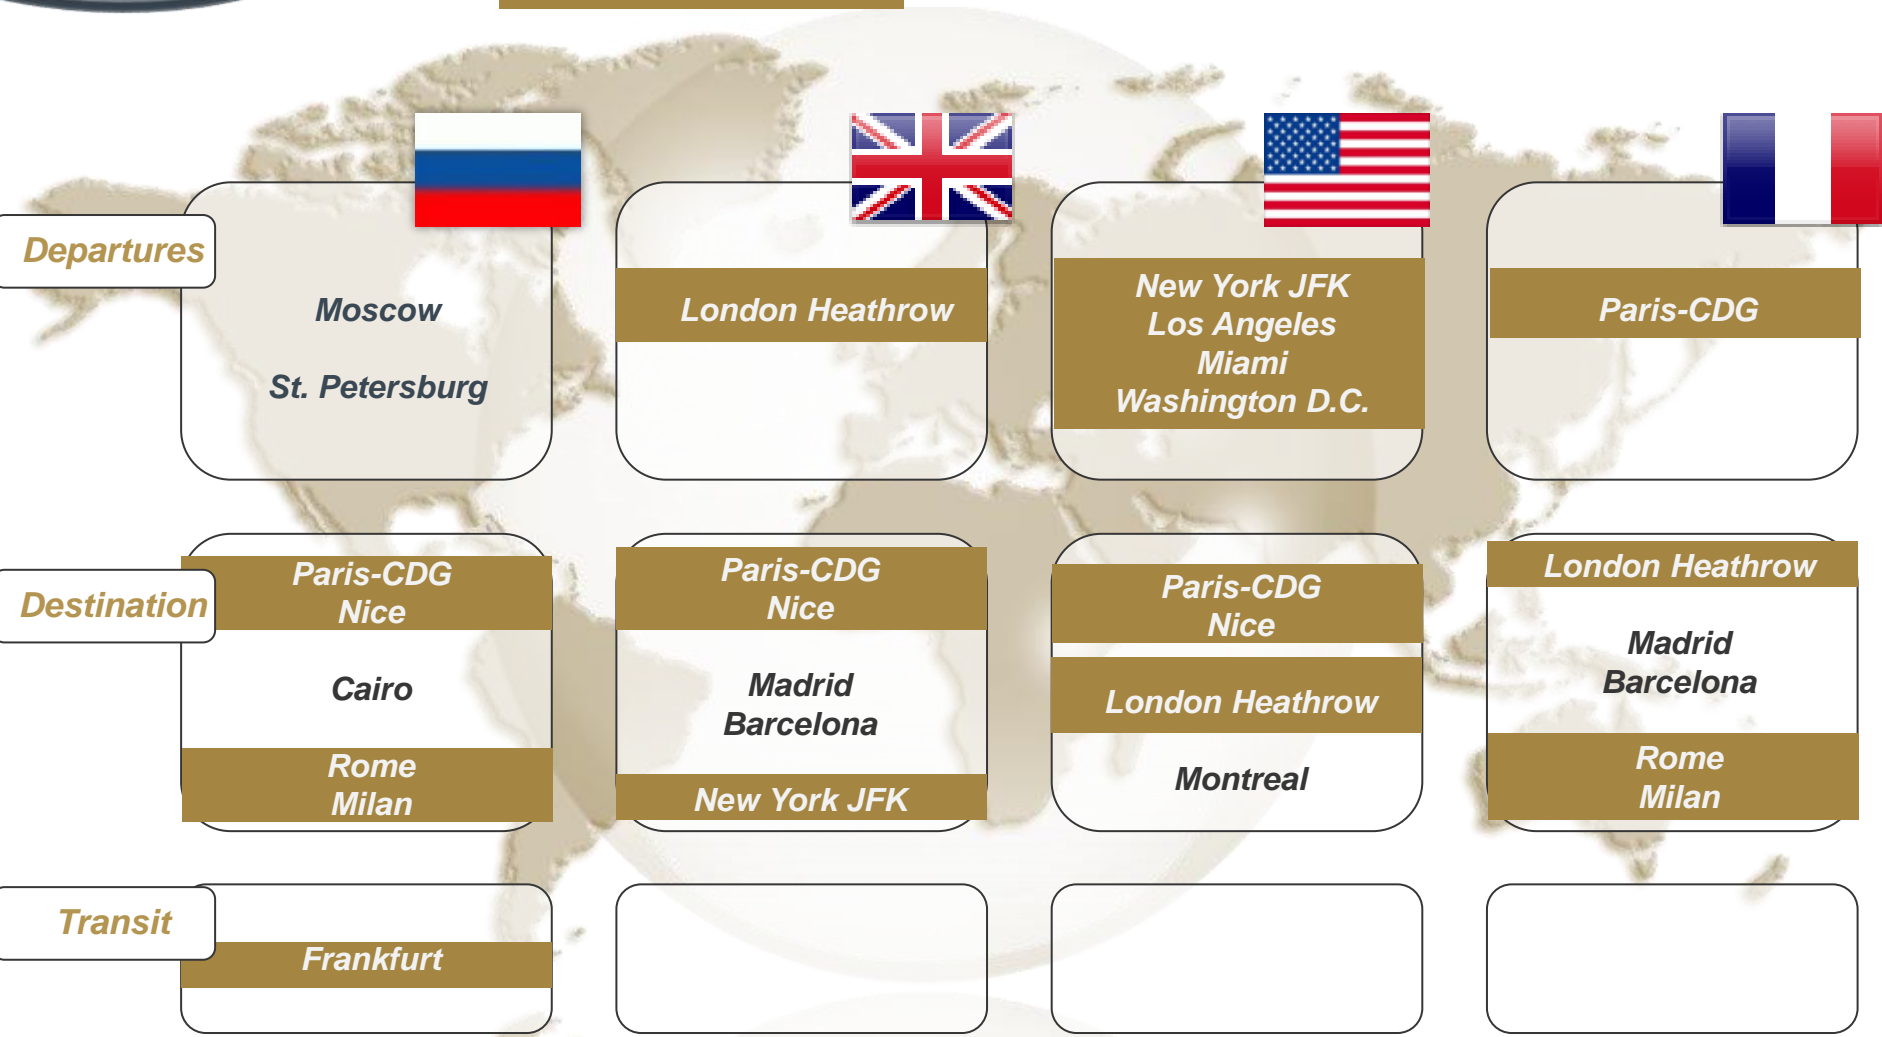 Departures
Moscow
St. Petersburg
London Heathrow
New York JFK
Los Angeles
Miami
Washington D.C.
Paris-CDG
Destination
Paris-CDG
Nice
Cairo
Rome
Milan
Paris-CDG
Nice
Madrid
Barcelona
New York JFK
Paris-CDG
Nice
London Heathrow
Montreal
London Heathrow
Madrid
Barcelona
Rome
Milan
Transit
Frankfurt